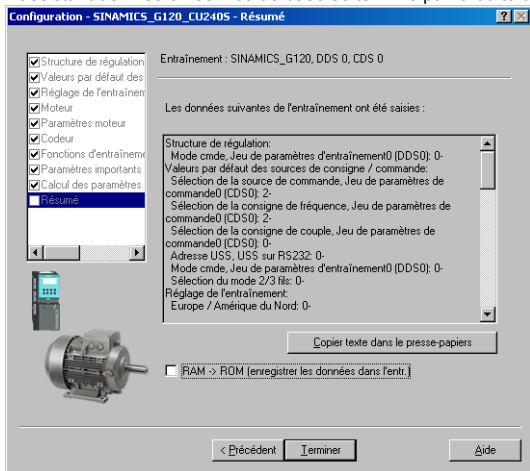 Configuration - SINAMICS_G120_CU240S - Résumé
Structure de régulation
Valeurs par défaut des
Réglage de l'entraînem
Moteur
Paramètres moteur
Codeur
Fonctions d'entraîneme
Paramètres importants
Calcul des paramètres
Résumé
Entraînement : SINAMICS_G120, DDS 0, CDS 0
Les données suivantes de l'entraînement ont été saisies :
Structure de régulation:
Mode cmde, Jeu de paramètres d'entraînement0 (DDS0): 0-
Valeurs par défaut des sources de consigne / commande:
Sélection de la source de commande, Jeu de paramètres de
commande0 (CDS0): 2-
Sélection de la consigne de fréquence, Jeu de paramètres de
commande0 (CDS0): 2-
Sélection de la consigne de couple, Jeu de paramètres de
commande0 (CDS0): 0-
Adresse USS, USS sur RS232: 0-
Mode cmde, Jeu de paramètres d'entraînement0 (DDS0): 0-
Sélection du mode 2/3 fils: 0-
Réglage de l'entraînement:
Europe / Amérique du Nord: 0-
Copier texte dans le presse-papiers
RAM -> ROM (enregistrer les données dans l'entr.)
< Précédent
Terminer
Aide